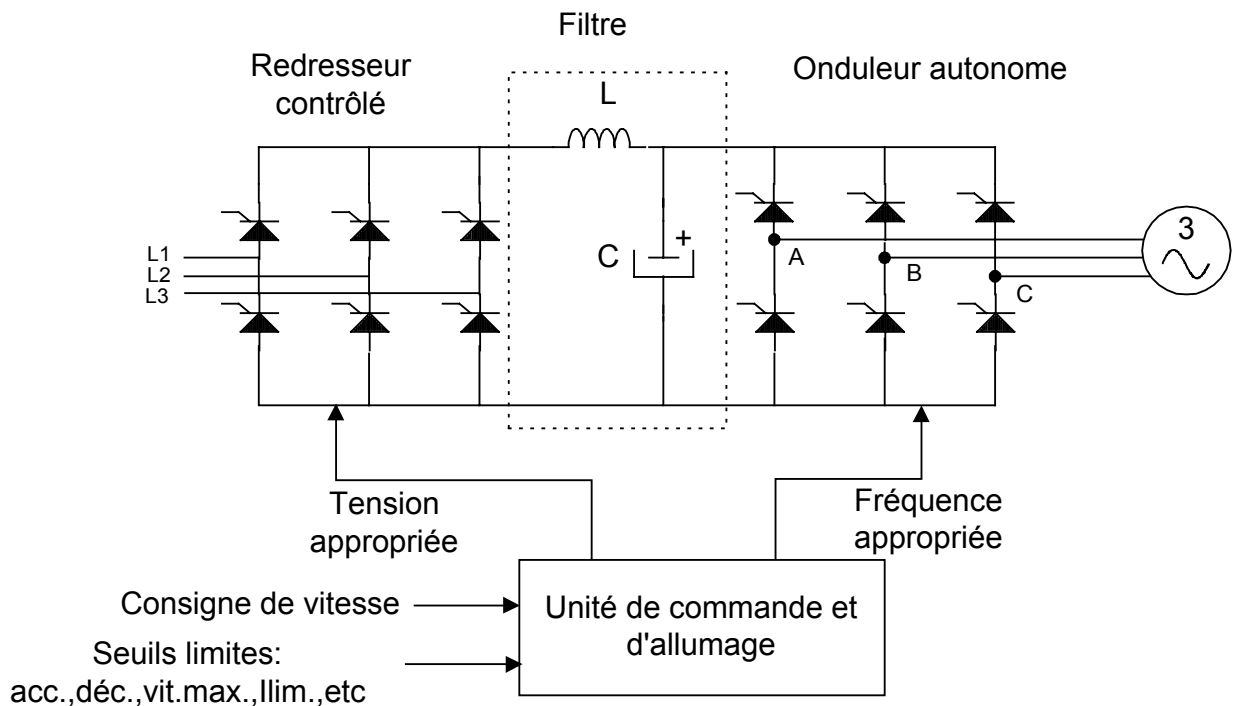 Filtre
Redresseur
contrôlé
Onduleur autonome
L
L1
L2
L3
C
+
A
B
C
3
Tension
appropriée
Fréquence
appropriée
Consigne de vitesse
Unité de commande et
d'allumage
Seuils limites:
acc.,déc.,vit.max.,Ilim.,etc